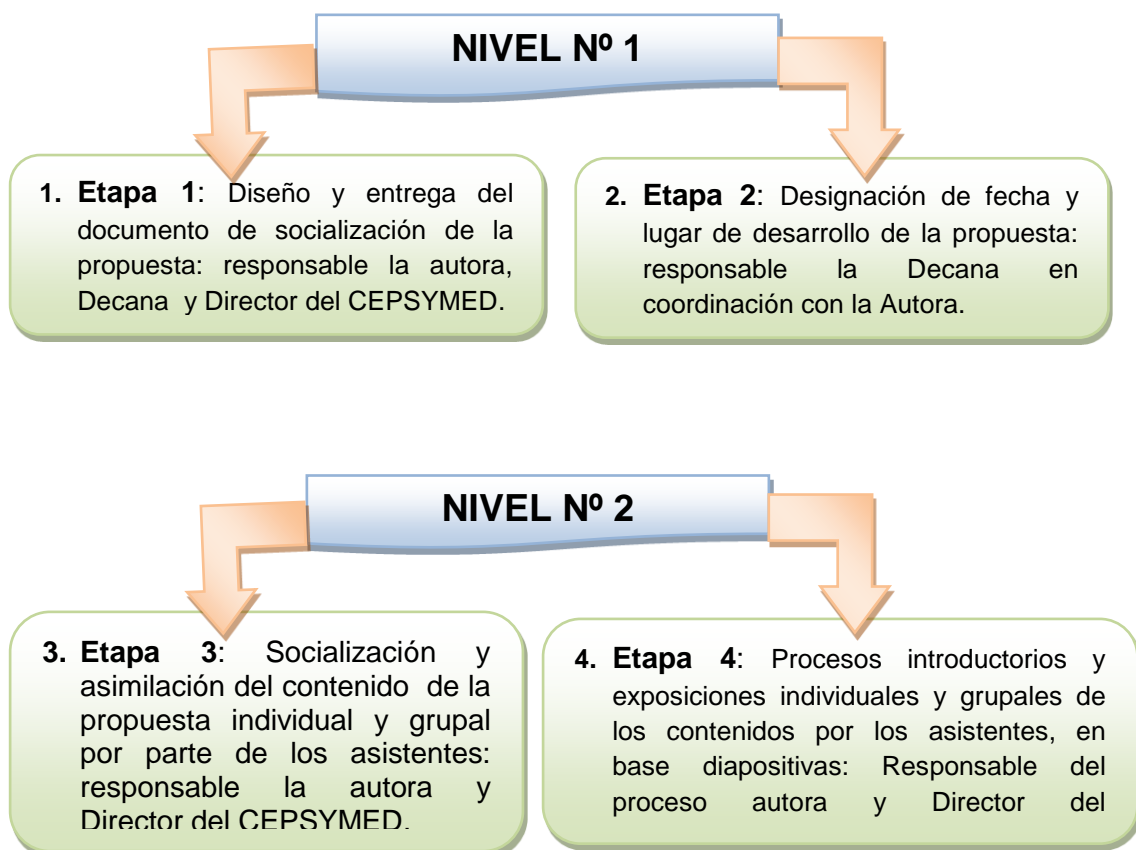 NIVEL Nº 1
1. Etapa 1: Diseño y entrega del
documento de socialización de la
propuesta: responsable la autora,
Decana y Director del CEPSYMED.
2. Etapa 2: Designación de fecha y
lugar de desarrollo de la propuesta:
responsable la Decana en
coordinación con la Autora.
NIVEL Nº 2
3. Etapa 3: Socialización y
asimilación del contenido de la
propuesta individual y grupal
por parte de los asistentes:
responsable la autora y
Director del CEPSYMED.
4. Etapa 4: Procesos introductorios y
exposiciones individuales y grupales de
los contenidos por los asistentes, en
base diapositivas: Responsable del
proceso autora y Director del